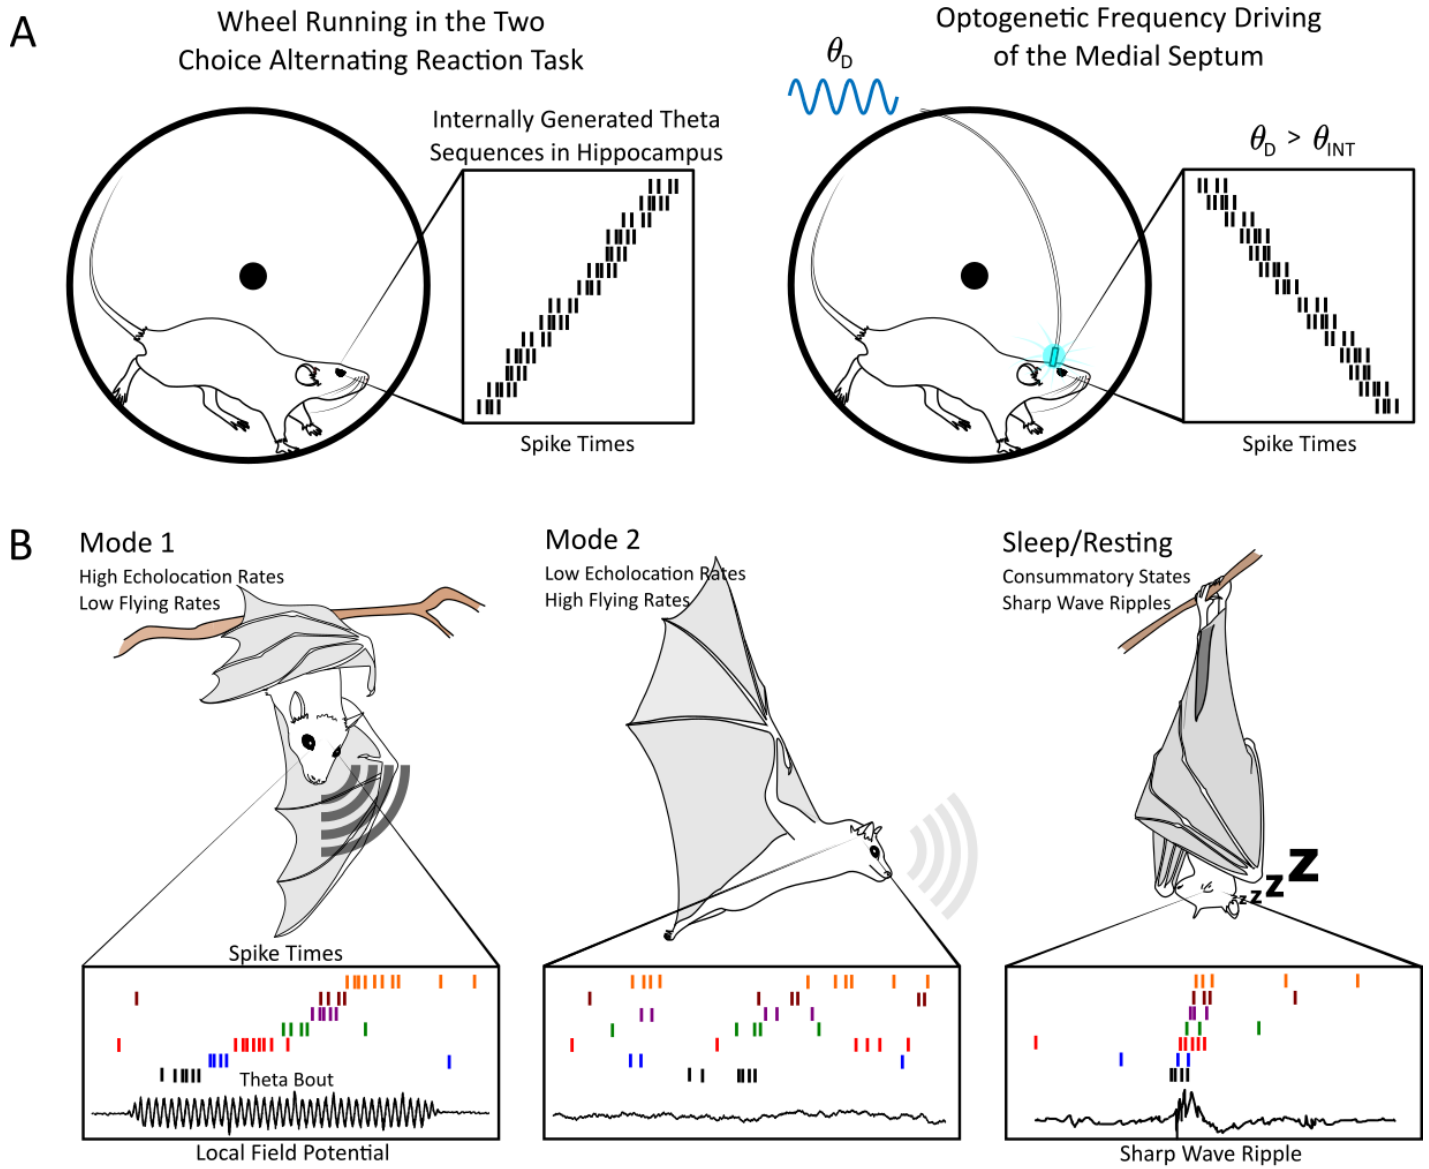 A
Wheel Running in the Two
Choice Alternating Reaction Task
Internally Generated Theta
Sequences in Hippocampus
Spike Times
Optogenetic Frequency Driving
of the Medial Septum
θD
θD > θINT
Spike Times
B
Mode 1
High Echolocation Rates
Low Flying Rates
Spike Times
Theta Bout
Local Field Potential
Mode 2
Low Echolocation Rates
High Flying Rates
Sleep/Resting
Consummatory States
Sharp Wave Ripples
z z z z z
Sharp Wave Ripple